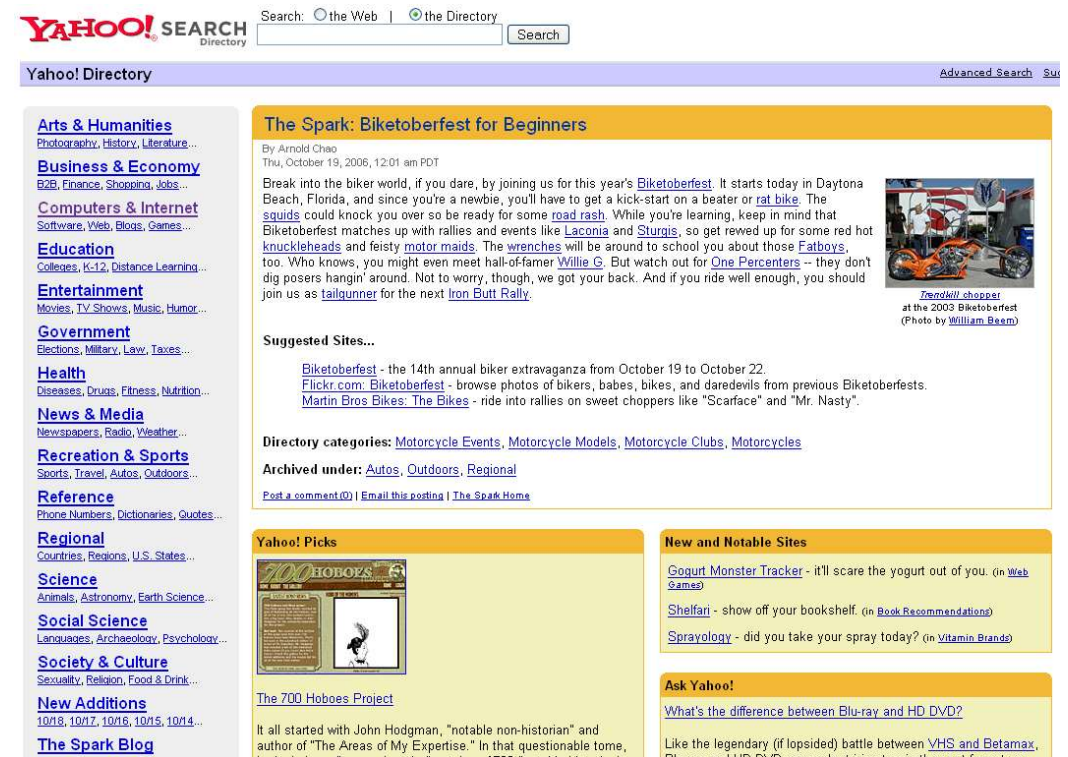 YAHOO! SEARCH
Directory
Search: the Web | the Directory
Search
Yahoo! Directory
Advanced Search
Arts & Humanities
Photography, History, Literature...
Business & Economy
B2B, Finance, Shopping, Jobs...
Computers & Internet
Software, Web, Blogs, Games...
Education
Colleges, K-12, Distance Learning...
Entertainment
Movies, TV Shows, Music, Humor...
Government
Elections, Military, Law, Taxes...
Health
Diseases, Drugs, Fitness, Nutrition...
News & Media
Newspapers, Radio, Weather...
Recreation & Sports
Sports, Travel, Autos, Outdoors...
Reference
Phone Numbers, Dictionaries, Quotes...
Regional
Countries, Regions, U.S. States...
Science
Animals, Astronomy, Earth Science...
Social Science
Languages, Archaeology, Psychology...
Society & Culture
Sexuality, Religion, Food & Drink...
New Additions
10/18, 10/17, 10/16, 10/15, 10/14...
The Spark Blog
The Spark: Biketoberfest for Beginners
By Arnold Chao
Thu, October 19, 2006, 12:01 am PDT
Break into the biker world, if you dare, by joining us for this year's Biketoberfest. It starts today in Daytona
Beach, Florida, and since you're a newbie, you'll have to get a kick-start on a beater or rat bike. The
squids could knock you over so be ready for some road rash. While you're learning, keep in mind that
Biketoberfest matches up with rallies and events like Laconia and Sturgis, so get rewed up for some red hot
knuckleheads and feisty motor maids. The wrenches will be around to school you about those Fatboys,
too. Who knows, you might even meet hall-of-famer Willie G. But watch out for One Percenters -- they don't
dig posers hangin' around. Not to worry, though, we got your back. And if you ride well enough, you should
join us as tailgunner for the next Iron Butt Rally.
Trendkill chopper
at the 2003 Biketoberfest
(Photo by William Beem)
Suggested Sites...
Biketoberfest - the 14th annual biker extravaganza from October 19 to October 22.
Flickr.com: Biketoberfest - browse photos of bikers, babes, bikes, and daredevils from previous Biketoberfests.
Martin Bros Bikes: The Bikes - ride into rallies on sweet choppers like "Scarface" and "Mr. Nasty".
Directory categories: Motorcycle Events, Motorcycle Models, Motorcycle Clubs, Motorcycles
Archived under: Autos, Outdoors, Regional
Post a comment (0) | Email this posting | The Spark Home
Yahoo! Picks
700 HOBOES
The 700 Hoboes Project
It all started with John Hodgman, "notable non-historian" and
author of "The Areas of My Expertise." In that questionable tome,
New and Notable Sites
Gogurt Monster Tracker - it'll scare the yogurt out of you. (in Web
Games)
Shelfari - show off your bookshelf. (in Book Recommendations)
Sprayology - did you take your spray today? (in Vitamin Brands)
Ask Yahoo!
What's the difference between Blu-ray and HD DVD?
Like the legendary (if lopsided) battle between VHS and Betamax,